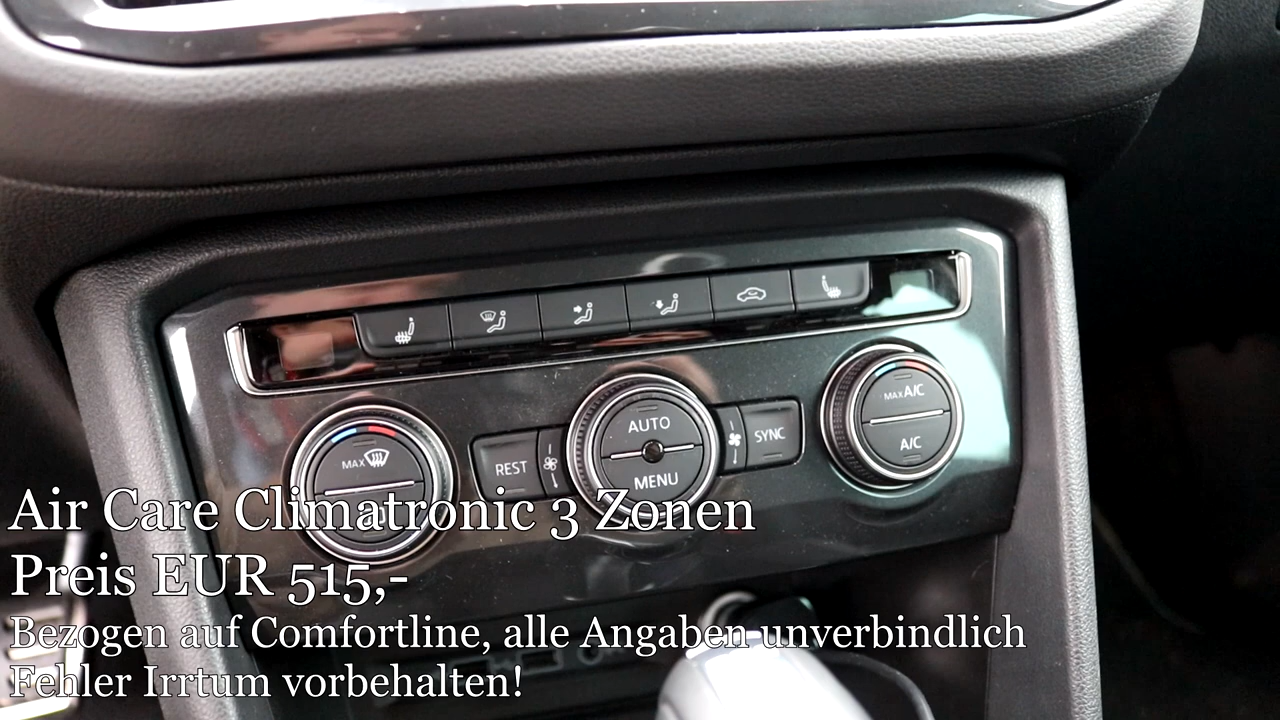 MAX A/C
AUTO
SYNC
A/C
MAX
REST
MENU
Air Care Climatronic 3 Zonen
Preis EUR 515,-
Bezogen auf Comfortline, alle Angaben unverbindlich
Fehler Irrtum vorbehalten!